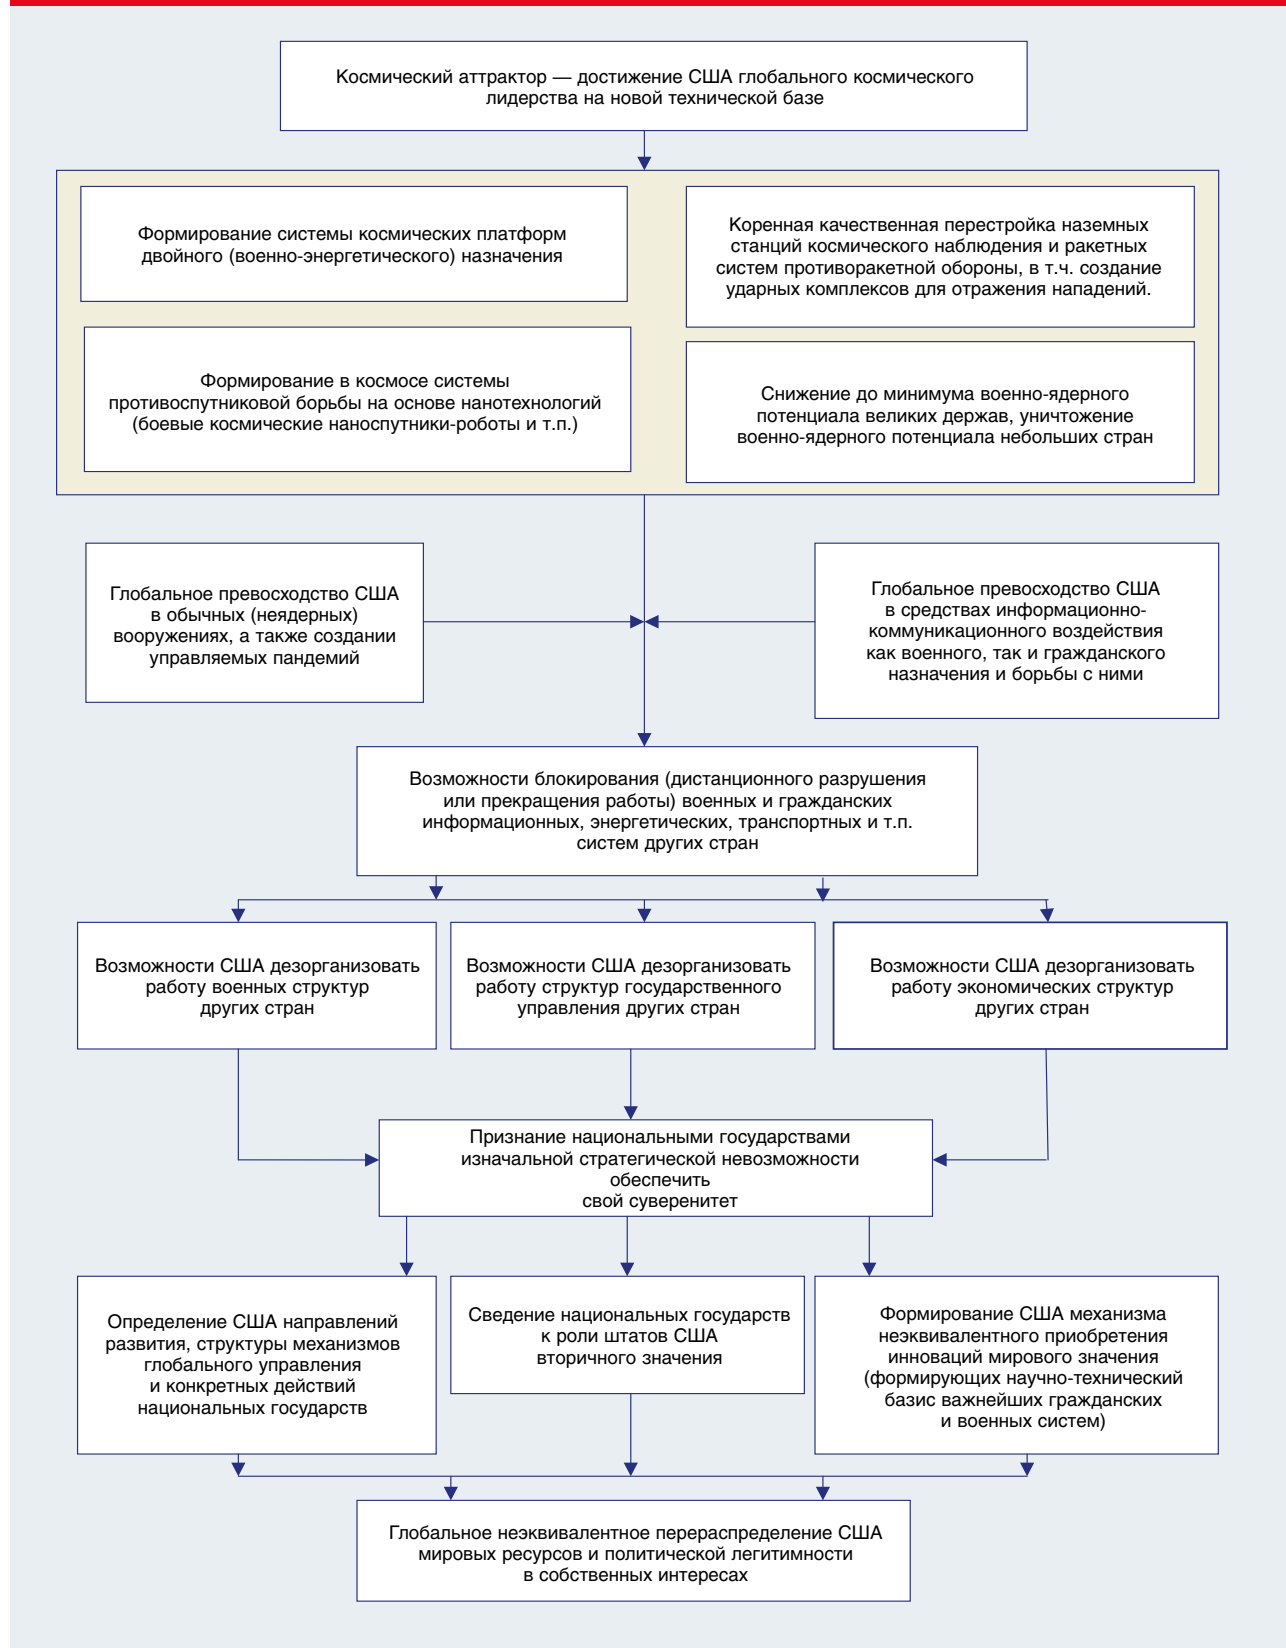 Космический аттрактор — достижение США глобального космического
лидерства на новой технической базе
Формирование системы космических платформ
двойного (военно-энергетического) назначения
Коренная качественная перестройка наземных
станций космического наблюдения и ракетных
систем противоракетной обороны, в т.ч. создание
ударных комплексов для отражения нападений.
Формирование в космосе системы
противоспутниковой борьбы на основе нанотехнологий
(боевые космические наноспутники-роботы и т.п.)
Снижение до минимума военно-ядерного
потенциала великих держав, уничтожение
военно-ядерного потенциала небольших стран
Глобальное превосходство США
в обычных (неядерных)
вооружениях, а также создании
управляемых пандемий
Глобальное превосходство США
в средствах информационно-
коммуникационного воздействия
как военного, так и гражданского
назначения и борьбы с ними
Возможности блокирования (дистанционного разрушения
или прекращения работы) военных и гражданских
информационных, энергетических, транспортных и т.п.
систем других стран
Возможности США дезорганизовать
работу военных структур
других стран
Возможности США дезорганизовать
работу структур государственного
управления других стран
Возможности США дезорганизовать
работу экономических структур
других стран
Признание национальными государствами
изначальной стратегической невозможности
обеспечить
свой суверенитет
Определение США направлений
развития, структуры механизмов
глобального управления
и конкретных действий
национальных государств
Сведение национальных государств
к роли штатов США
вторичного значения
Формирование США механизма
неэквивалентного приобретения
инноваций мирового значения
(формирующих научно-технический
базис важнейших гражданских
и военных систем)
Глобальное неэквивалентное перераспределение США
мировых ресурсов и политической легитимности
в собственных интересах